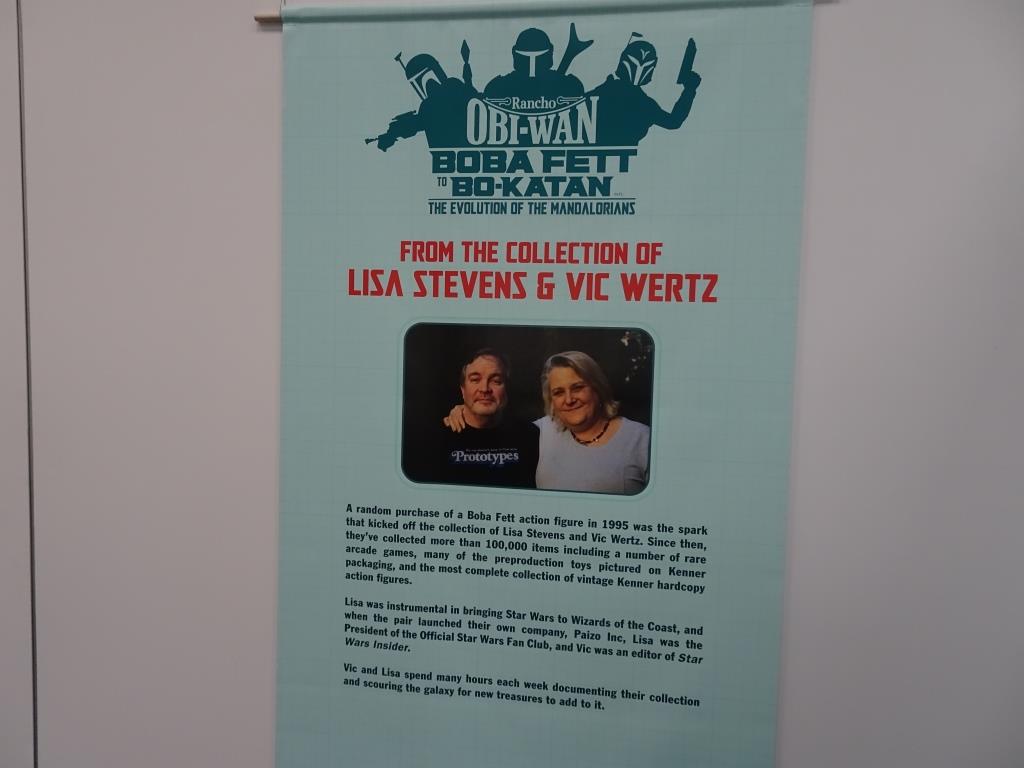 Rancho
OBI-WAN
BOBA FETT
TO BO-KATAN
THE EVOLUTION OF THE MANDALORIANS
FROM THE COLLECTION OF
LISA STEVENS & VIC WERTZ
Prototypes
A random purchase of a Boba Fett action figure in 1995 was the spark
that kicked off the collection of Lisa Stevens and Vic Wertz. Since then,
they've collected more than 100,000 items including a number of rare
arcade games, many of the preproduction toys pictured on Kenner
packaging, and the most complete collection of vintage Kenner hardcopy
action figures.
Lisa was instrumental in bringing Star Wars to Wizards of the Coast, and
when the pair launched their own company, Paizo Inc, Lisa was the
President of the Official Star Wars Fan Club, and Vic was an editor of Star
Wars Insider.
Vic and Lisa spend many hours each week documenting their collection
and scouring the galaxy for new treasures to add to it.